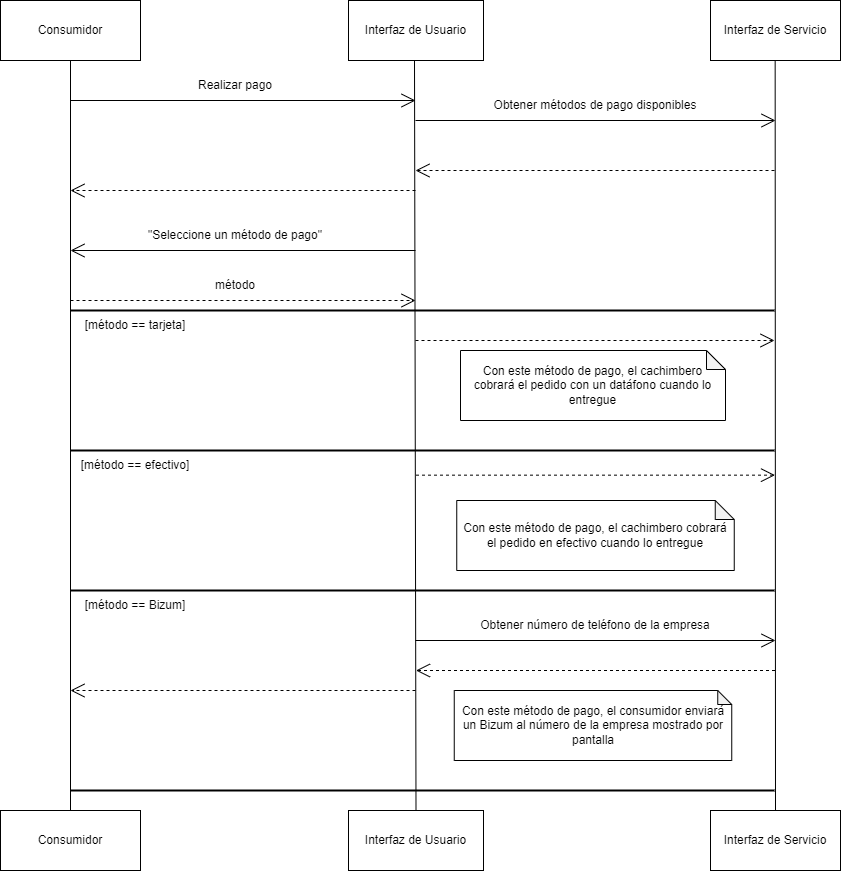 Consumidor
Interfaz de Usuario
Interfaz de Servicio
Realizar pago
Obtener métodos de pago disponibles
"Seleccione un método de pago"
método
[método == tarjeta]
Con este método de pago, el cachimbero
cobrará el pedido con un datáfono cuando lo
entregue
[método == efectivo]
Con este método de pago, el cachimbero cobrará
el pedido en efectivo cuando lo entregue
[método == Bizum]
Obtener número de teléfono de la empresa
Con este método de pago, el consumidor enviará
un Bizum al número de la empresa mostrado por
pantalla
Consumidor
Interfaz de Usuario
Interfaz de Servicio